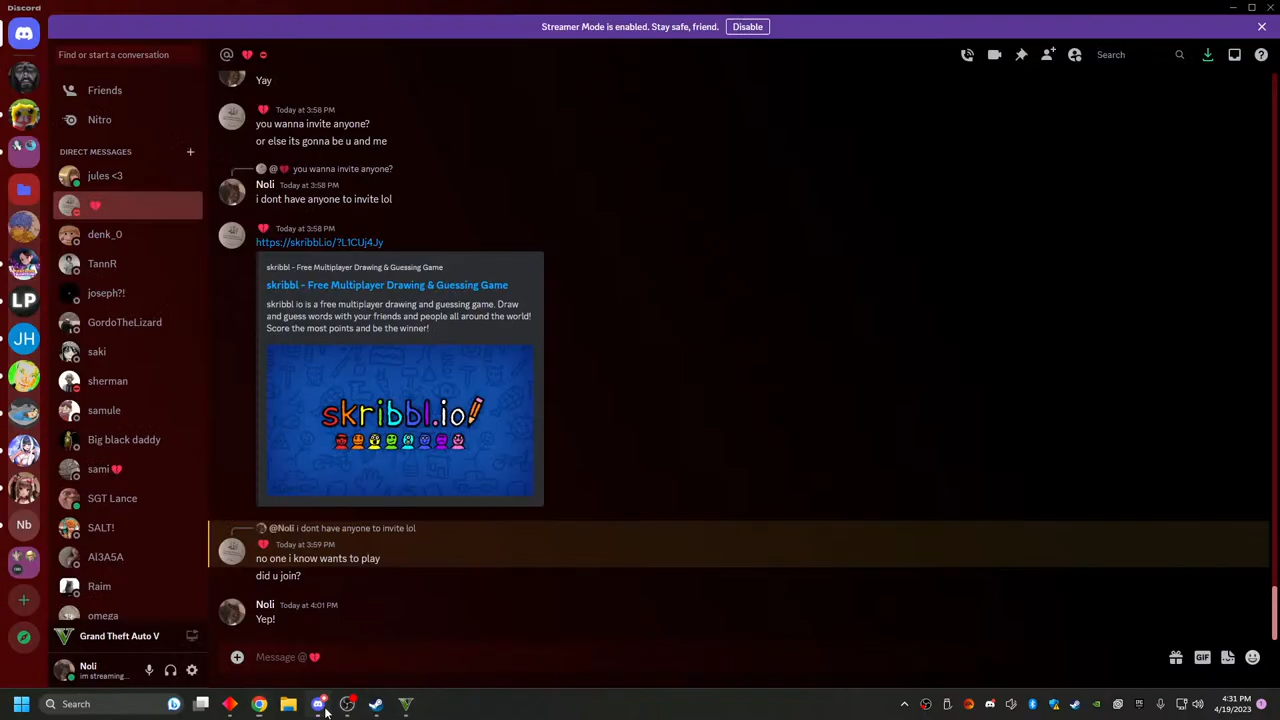 Discord
Streamer Mode is enabled. Stay safe, friend. Disable
Find or start a conversation
Search
Friends
Nitro
DIRECT MESSAGES
jules <3
denk_0
TannR
joseph?!
GordoTheLizard
saki
sherman
samule
Big black daddy
sami
SGT Lance
SALT!
Al3A5A
Raim
omega
Grand Theft Auto V
Noli
im streaming...
LP
JH
Nb
Yay
Today at 3:58 PM
you wanna invite anyone?
or else its gonna be u and me
@ you wanna invite anyone?
Noli Today at 3:58 PM
i dont have anyone to invite lol
Today at 3:58 PM
https://skribbl.io/?L1CUj4Jy
skribbl - Free Multiplayer Drawing & Guessing Game
skribbl - Free Multiplayer Drawing & Guessing Game
skribbl io is a free multiplayer drawing and guessing game. Draw
and guess words with your friends and people all around the world!
Score the most points and be the winner!
skribbl.io
@Noli i dont have anyone to invite lol
Today at 3:59 PM
no one i know wants to play
did u join?
Noli Today at 4:01 PM
Yep!
Message @
GIF
Search
4:31 PM
4/19/2023